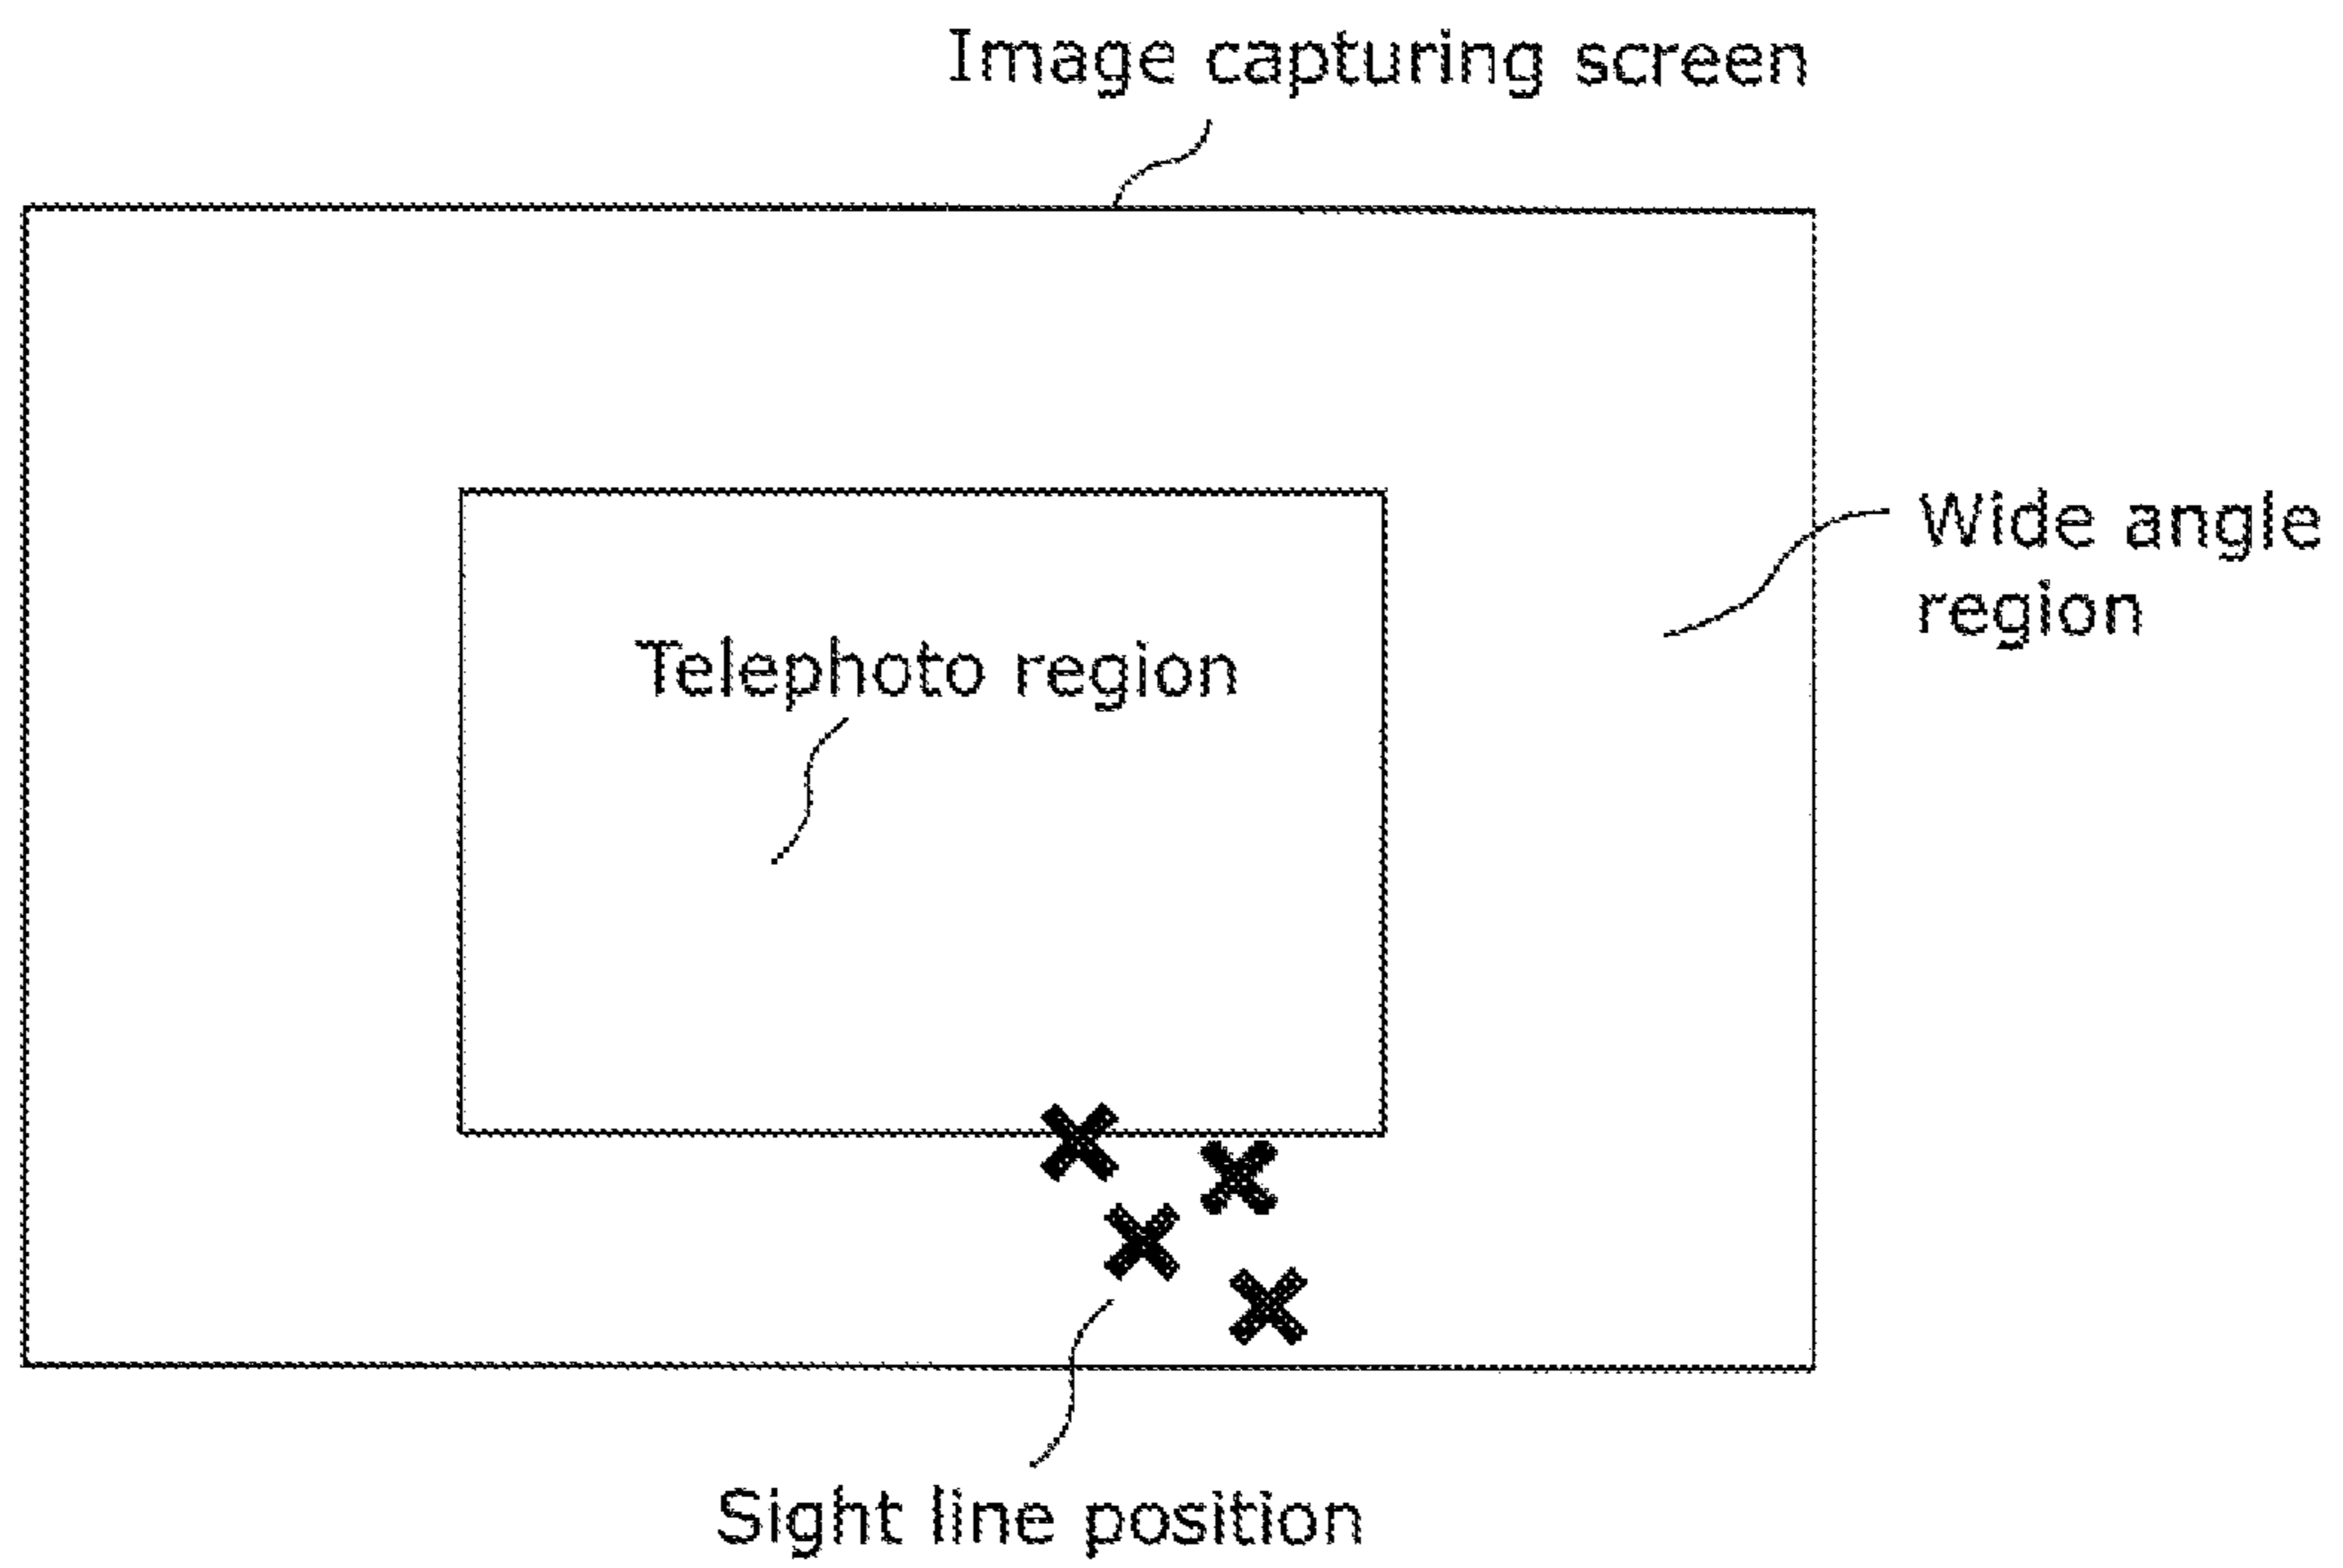 Image capturing screen
Wide angle
region
Telephoto region
Sight line position